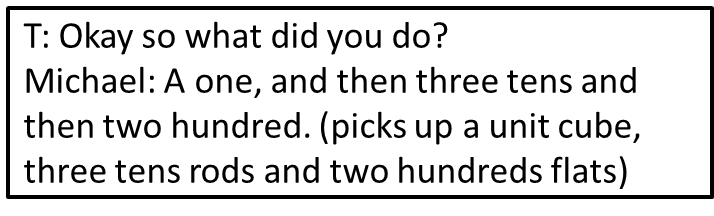 T: Okay so what did you do?
Michael: A one, and then three tens and
then two hundred. (picks up a unit cube,
three tens rods and two hundreds flats)